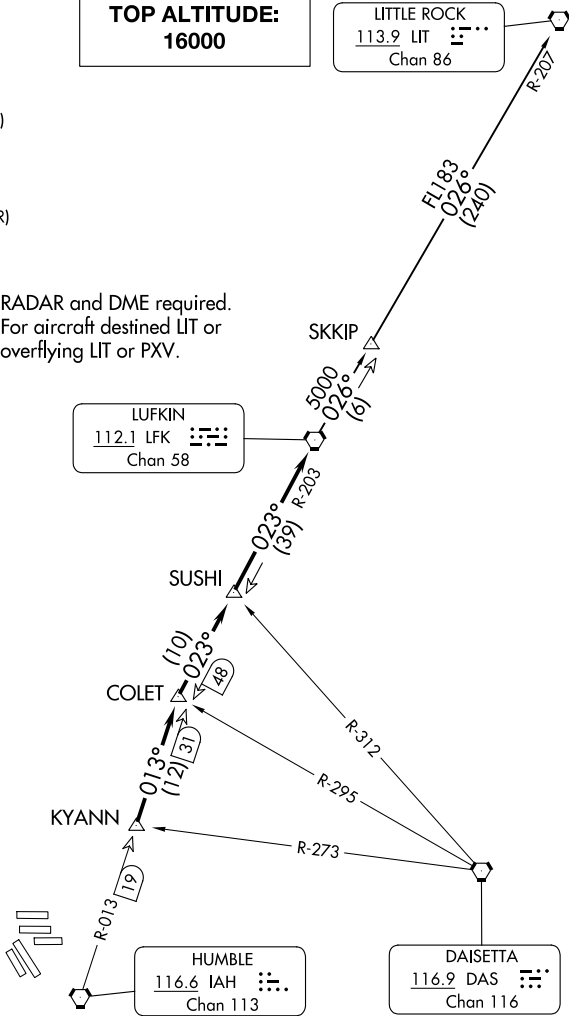 TOP ALTITUDE:
16000
LITTLE ROCK
113.9 LIT
Chan 86
R-207
)
FL183
026°
(240)
R)
RADAR and DME required.
For aircraft destined LIT or
overflying LIT or PXV.
SKKIP
5000
026°
(6)
LUFKIN
112.1 LFK
Chan 58
R-203
023°
(39)
SUSHI
(10)
023°
48
COLET
R-312
31
013°
(12)
R-295
KYANN
R-273
19
R-013
HUMBLE
116.6 IAH
Chan 113
DAISETTA
116.9 DAS
Chan 116